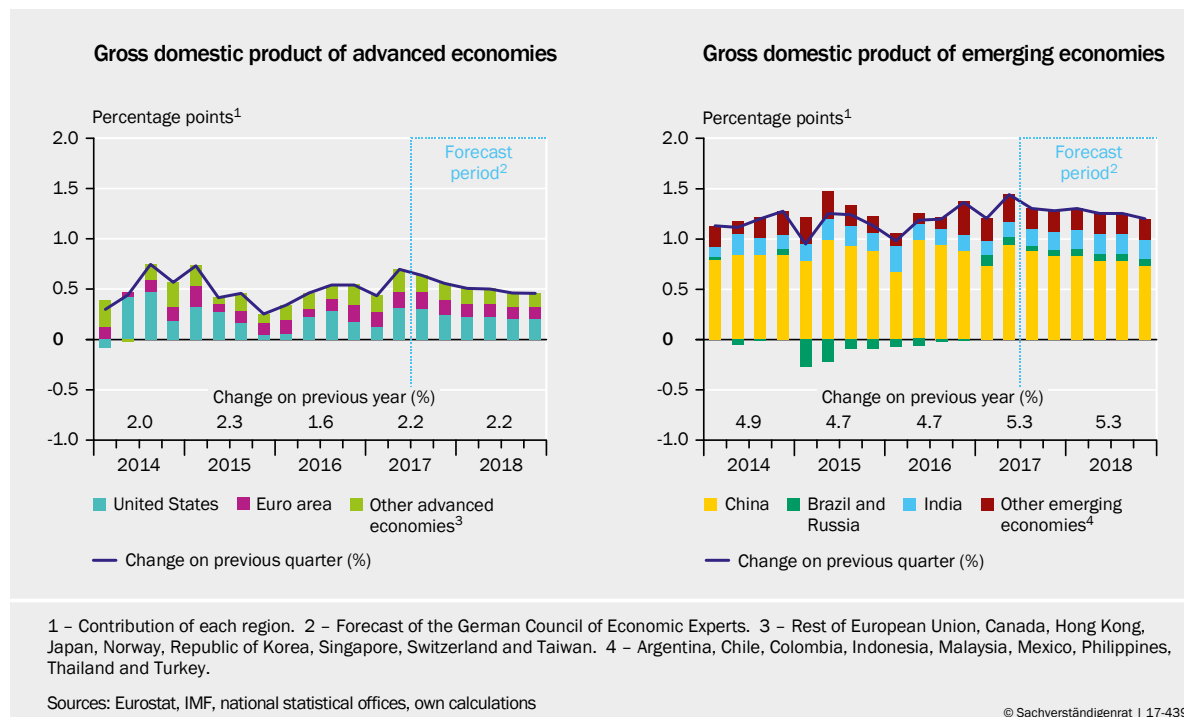 Gross domestic product of advanced economies
Percentage points1
2.0
1.5
1.0
0.5
0
-0.5
-1.0
Forecast
period2
Change on previous year (%)
2.0 2.3 1.6 2.2 2.2
2014 2015 2016 2017 2018
United States Euro area Other advanced
economies3
Change on previous quarter (%)
Gross domestic product of emerging economies
Percentage points1
2.0
1.5
1.0
0.5
0
-0.5
-1.0
Forecast
period2
Change on previous year (%)
4.9 4.7 4.7 5.3 5.3
2014 2015 2016 2017 2018
China Brazil and
Russia India Other emerging
economies4
Change on previous quarter (%)
1 – Contribution of each region. 2 – Forecast of the German Council of Economic Experts. 3 – Rest of European Union, Canada, Hong Kong,
Japan, Norway, Republic of Korea, Singapore, Switzerland and Taiwan. 4 – Argentina, Chile, Colombia, Indonesia, Malaysia, Mexico, Philippines,
Thailand and Turkey.
Sources: Eurostat, IMF, national statistical offices, own calculations
© Sachverständigenrat | 17-439